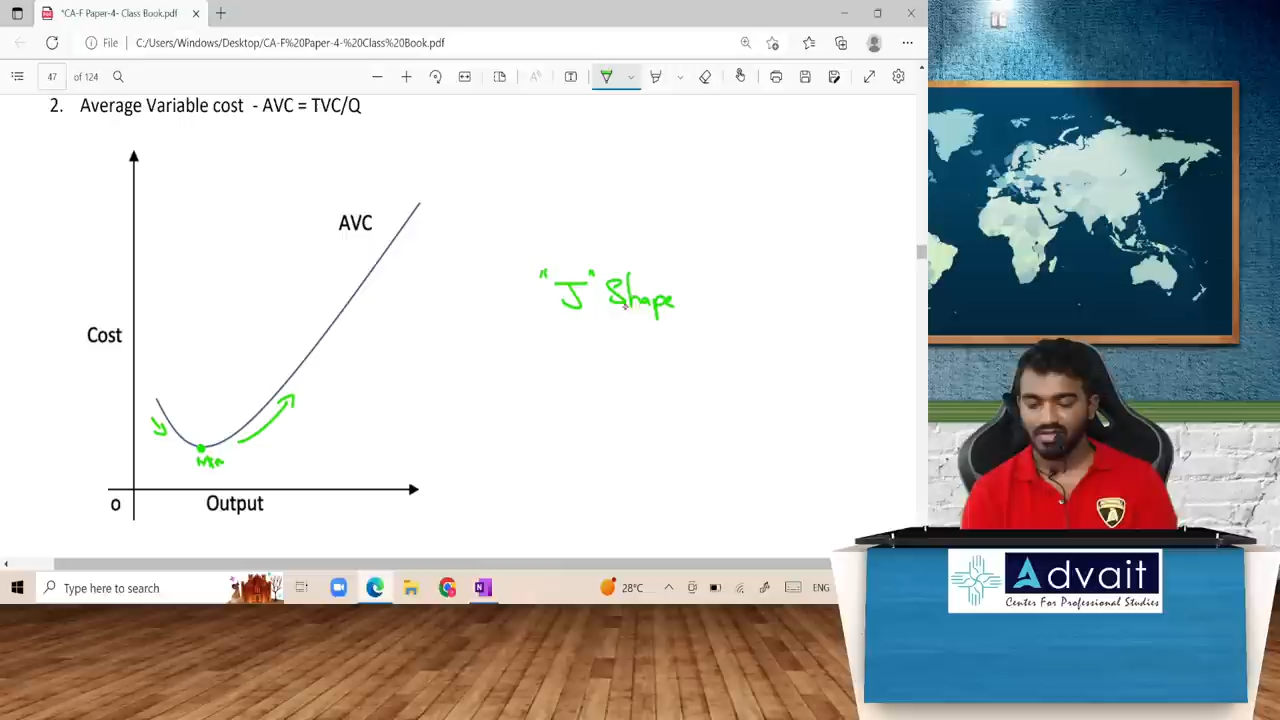 *CA-F Paper-4- Class Book.pdf
File
C:/Users/Windows/Desktop/CA-F%20Paper-4-%20Class%20Book.pdf
47 of 124
2. Average Variable cost - AVC = TVC/Q
AVC
"J" Shape
Cost
Min
o Output
Type here to search
28°C
ENG
Advait
Center For Professional Studies